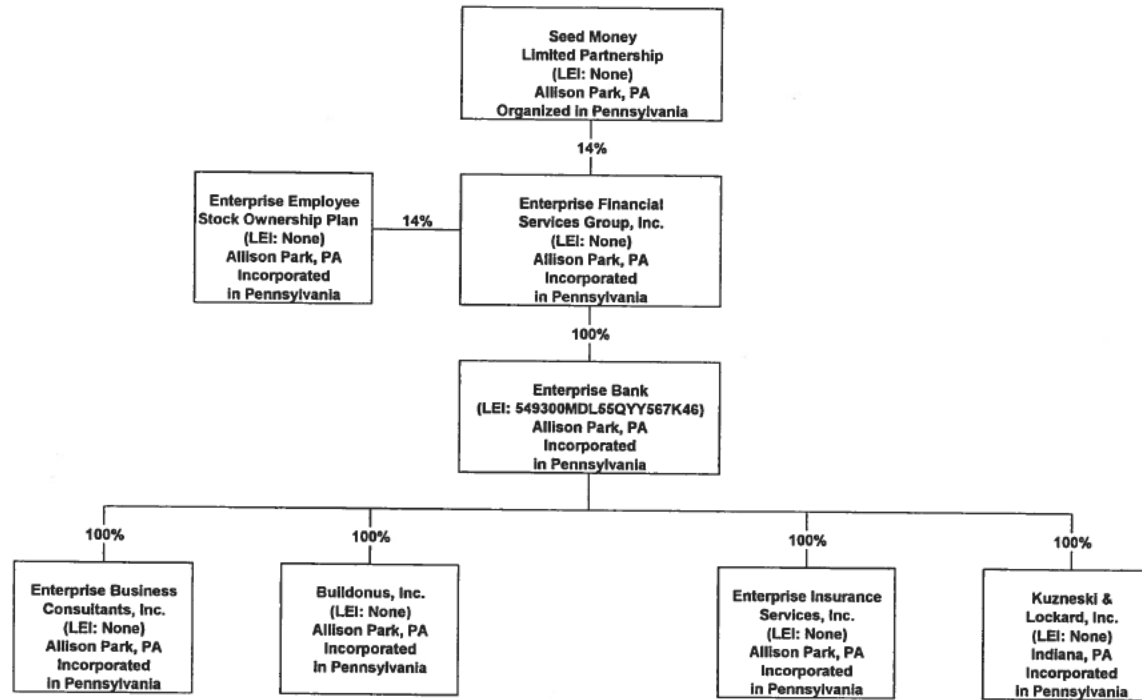 Seed Money
Limited Partnership
(LEI: None)
Allison Park, PA
Organized in Pennsylvania
14%
Enterprise Employee
Stock Ownership Plan
(LEI: None)
Allison Park, PA
Incorporated
in Pennsylvania
14%
Enterprise Financial
Services Group, Inc.
(LEI: None)
Allison Park, PA
Incorporated
in Pennsylvania
100%
Enterprise Bank
(LEI: 549300MDL55QYY567K46)
Allison Park, PA
Incorporated
in Pennsylvania
100%
100%
100%
100%
Enterprise Business
Consultants, Inc.
(LEI: None)
Allison Park, PA
Incorporated
in Pennsylvania
Buildonus, Inc.
(LEI: None)
Allison Park, PA
Incorporated
in Pennsylvania
Enterprise Insurance
Services, Inc.
(LEI: None)
Allison Park, PA
Incorporated
in Pennsylvania
Kuzneski &
Lockard, Inc.
(LEI: None)
Indiana, PA
Incorporated
in Pennsylvania